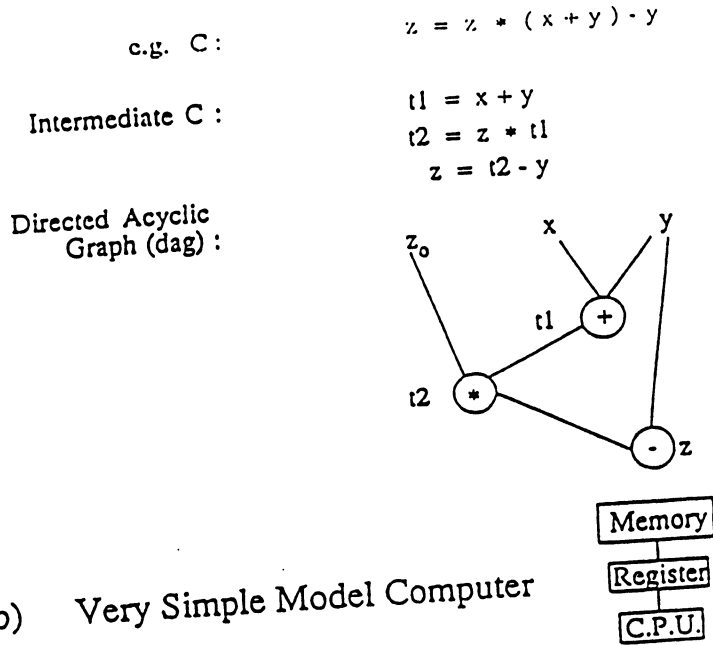 c.g. C : z = z * ( x + y ) - y
Intermediate C : t1 = x + y
t2 = z * t1
z = t2 - y
Directed Acyclic
Graph (dag) :
z₀ x y
t1 +
t2 *
- z
Memory
Register
C.P.U.
b) Very Simple Model Computer